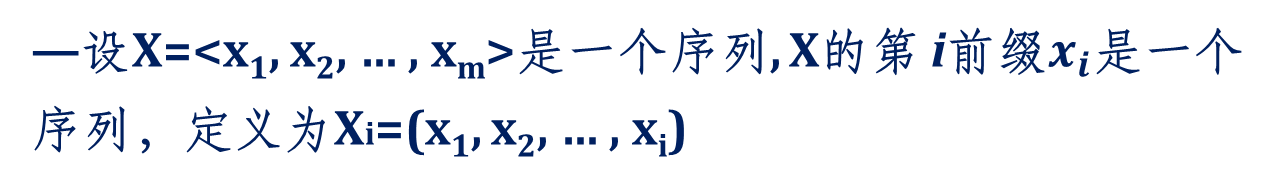 —设X=<x₁, x₂, … , xₘ>是一个序列,X的第 i前缀xᵢ是一个
序列，定义为Xi=(x₁, x₂, … , xᵢ)